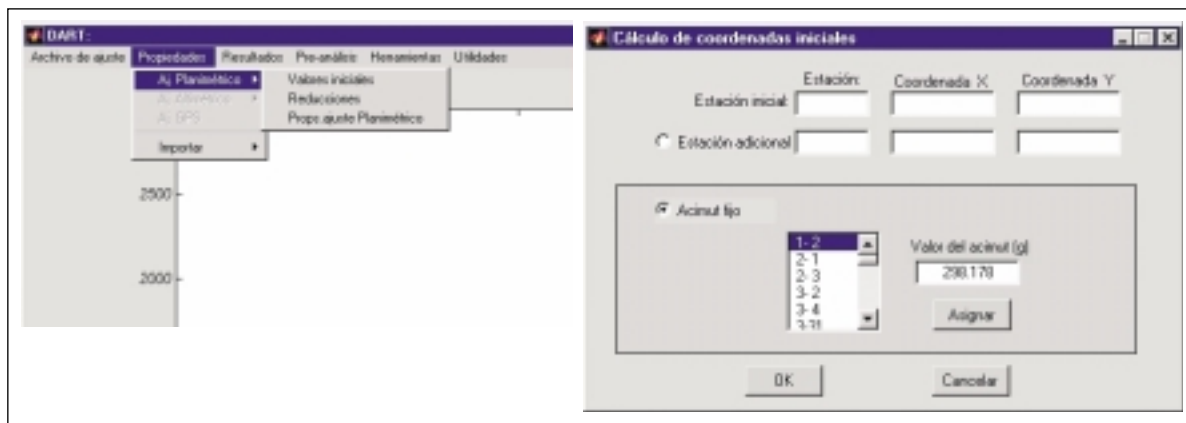 DART:
Archivo de ajuste Propiedades Resultados Pre-análisis Herramientas Utilidades
Aj. Planimétrico
Aj. Altimétrico
Aj. GPS
Importar
Valores iniciales
Reducciones
Props ajuste Planimétrico
2500
2000
Cálculo de coordenadas iniciales
Estación: Coordenada X Coordenada Y
Estación inicial:
Estación adicional
Acimut fijo
1- 2
2- 1
2- 3
3- 2
3- 4
3-31
Valor del acimut (g)
298.178
Asignar
OK
Cancelar